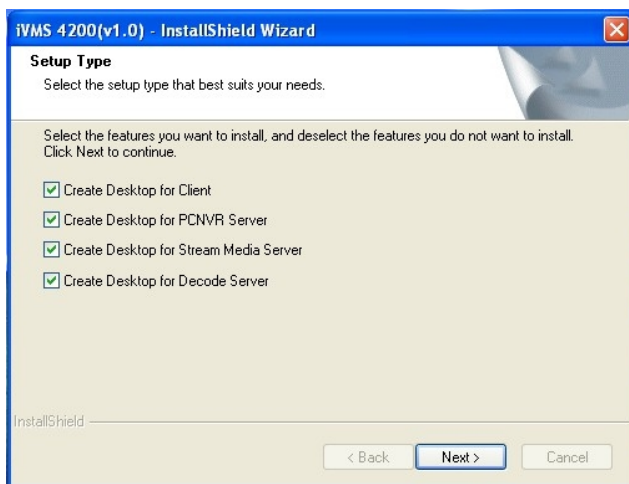 iVMS 4200(v1.0) - InstallShield Wizard
Setup Type
Select the setup type that best suits your needs.
Select the features you want to install, and deselect the features you do not want to install.
Click Next to continue.
Create Desktop for Client
Create Desktop for PCNVR Server
Create Desktop for Stream Media Server
Create Desktop for Decode Server
InstallShield
< Back Next > Cancel